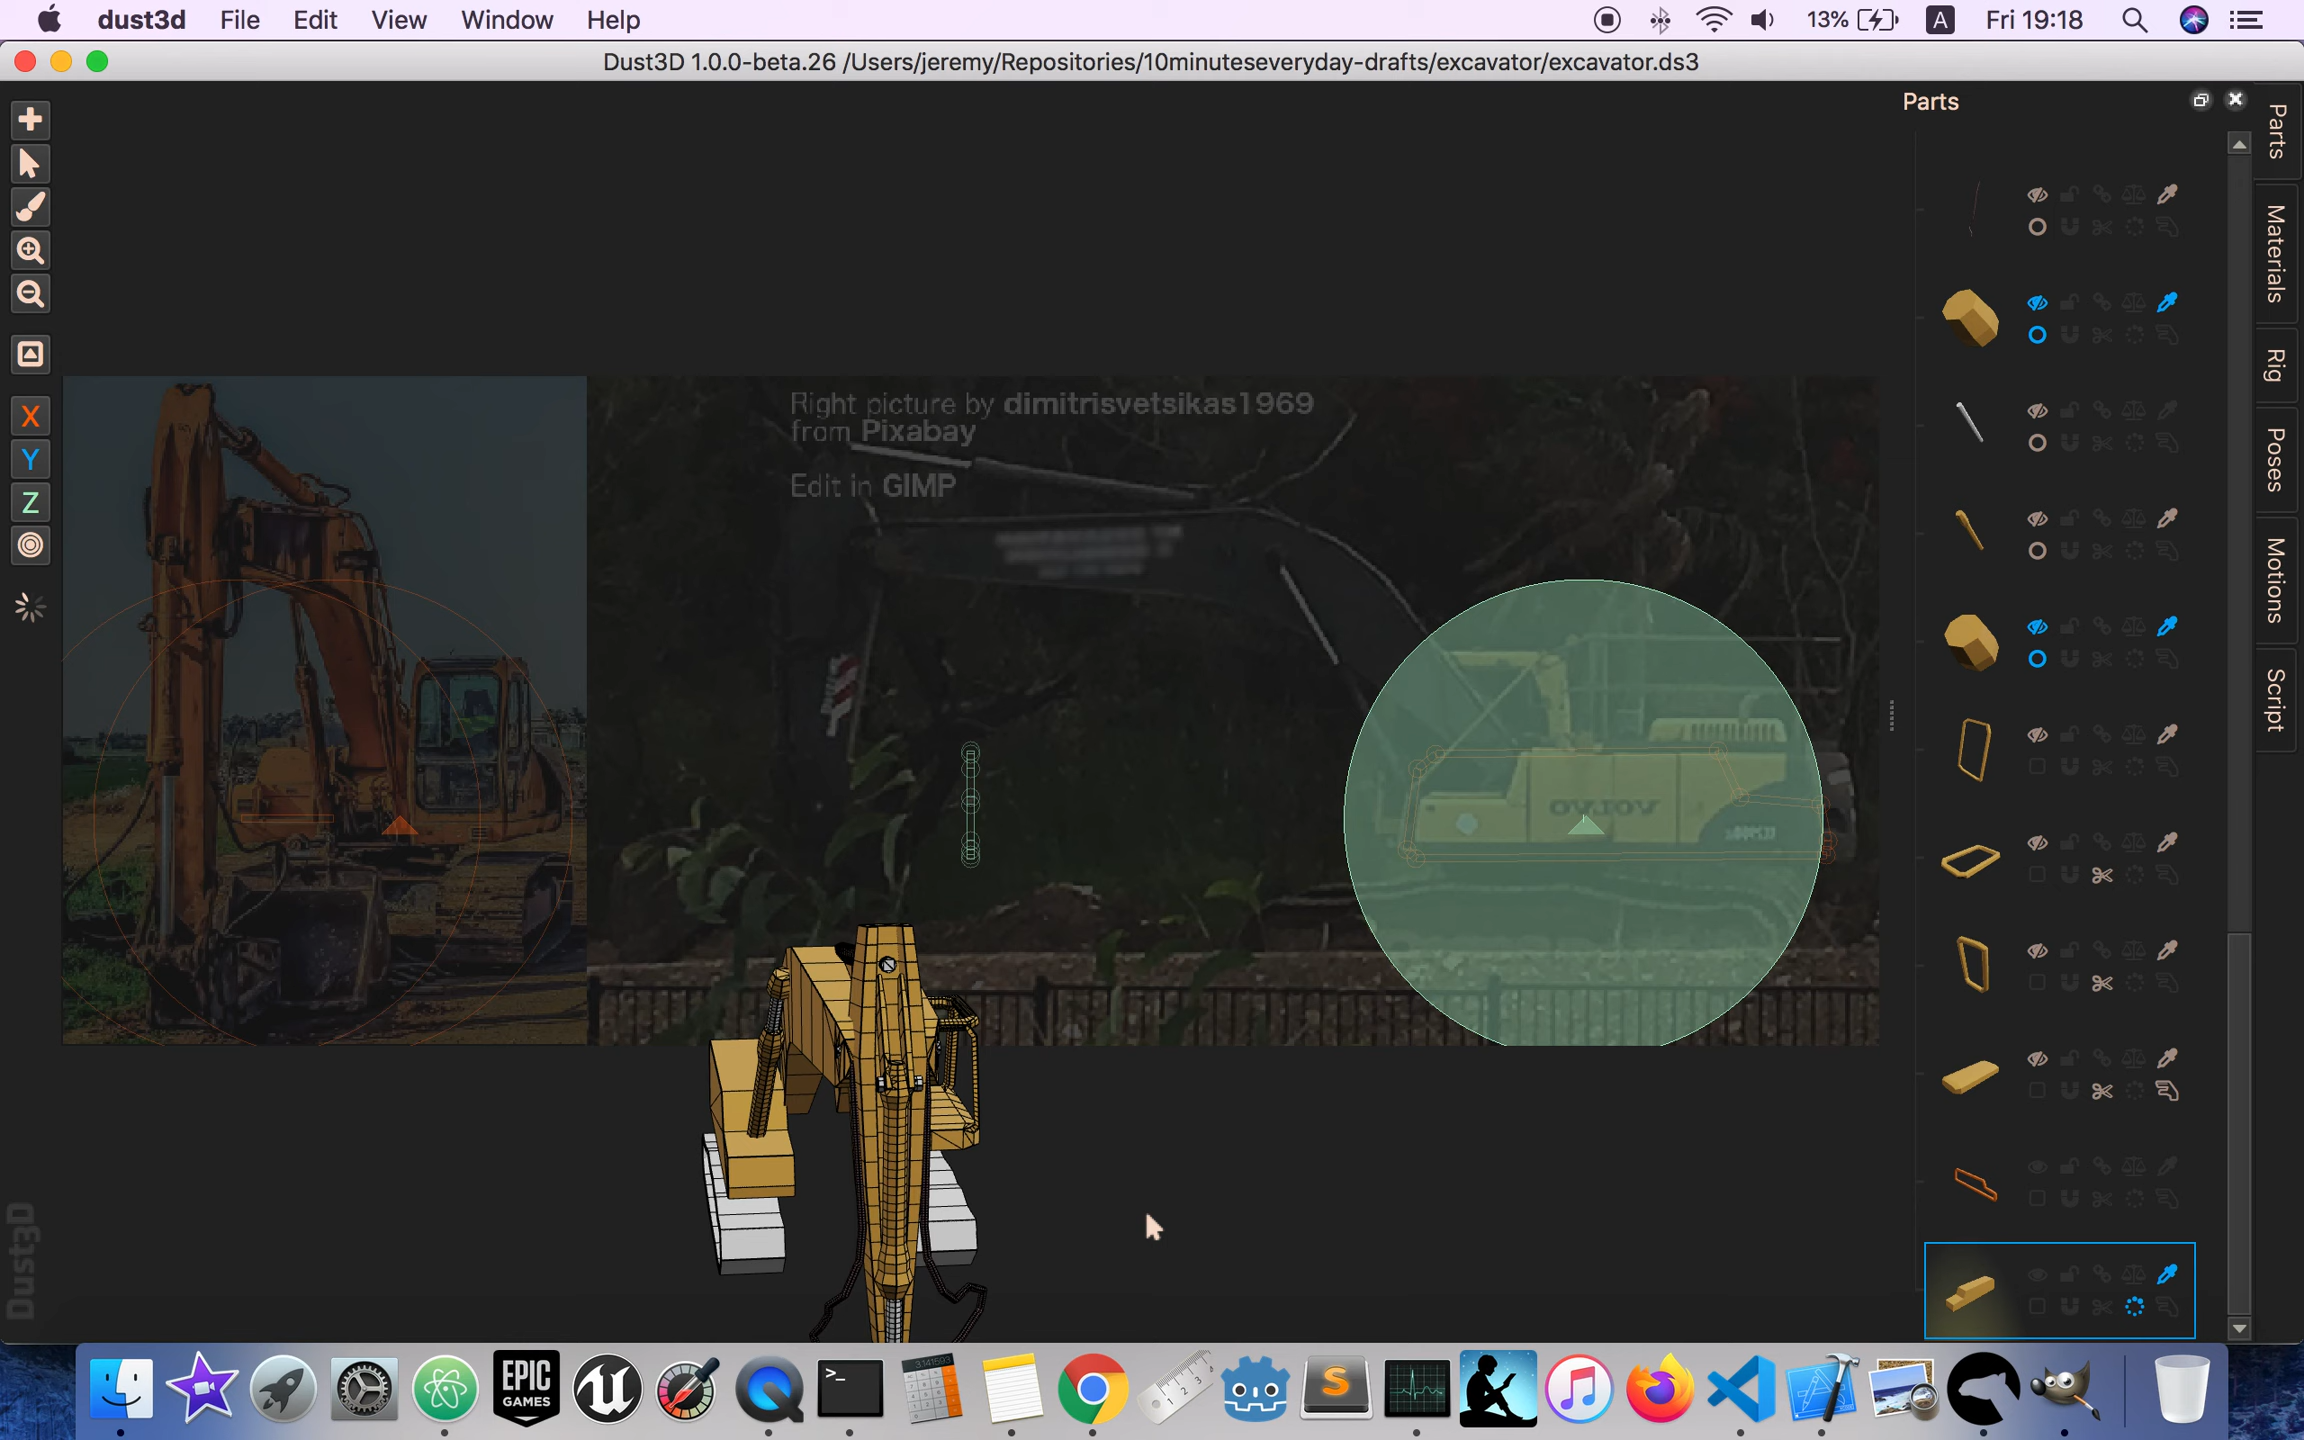 dust3d File Edit View Window Help 13% A Fri 19:18
Dust3D 1.0.0-beta.26 /Users/jeremy/Repositories/10minuteseveryday-drafts/excavator/excavator.ds3
Parts
Parts
Materials
Rig
Poses
Motions
Script
X
Y
Z
Right picture by dimitrisvetsikas1969
from Pixabay
Edit in GIMP
Dust3D
EPIC
GAMES